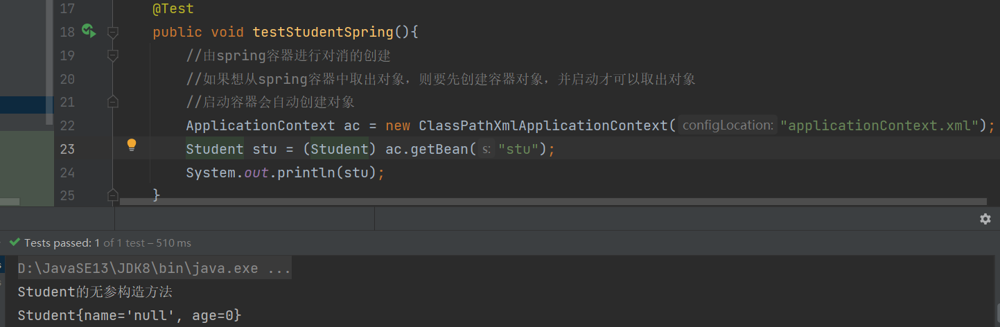 17 @Test
18 public void testStudentSpring(){
19 //由spring容器进行对消的创建
20 //如果想从spring容器中取出对象，则要先创建容器对象，并启动才可以取出对象
21 //启动容器会自动创建对象
22 ApplicationContext ac = new ClassPathXmlApplicationContext( configLocation: "applicationContext.xml");
23 Student stu = (Student) ac.getBean( s: "stu");
24 System.out.println(stu);
25 }
Tests passed: 1 of 1 test – 510 ms
D:\JavaSE13\JDK8\bin\java.exe ...
Student的无参构造方法
Student{name='null', age=0}